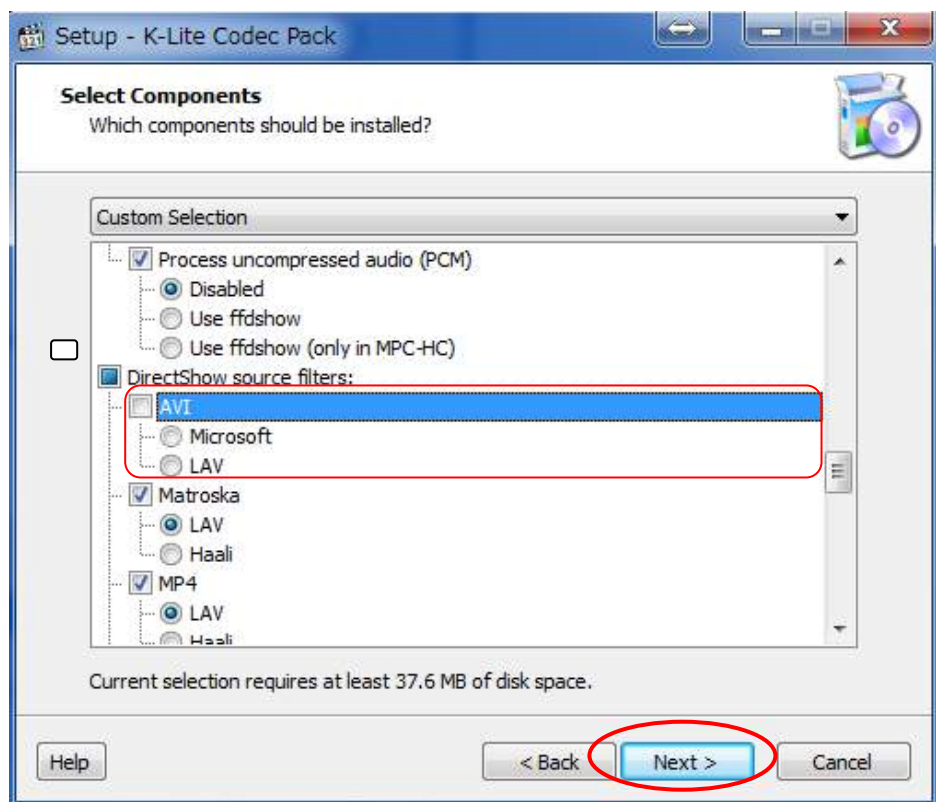 Setup - K-Lite Codec Pack
Select Components
Which components should be installed?
Custom Selection
Process uncompressed audio (PCM)
Disabled
Use ffdshow
Use ffdshow (only in MPC-HC)
DirectShow source filters:
AVI
Microsoft
LAV
Matroska
LAV
Haali
MP4
LAV
Haali
Current selection requires at least 37.6 MB of disk space.
Help
< Back
Next >
Cancel